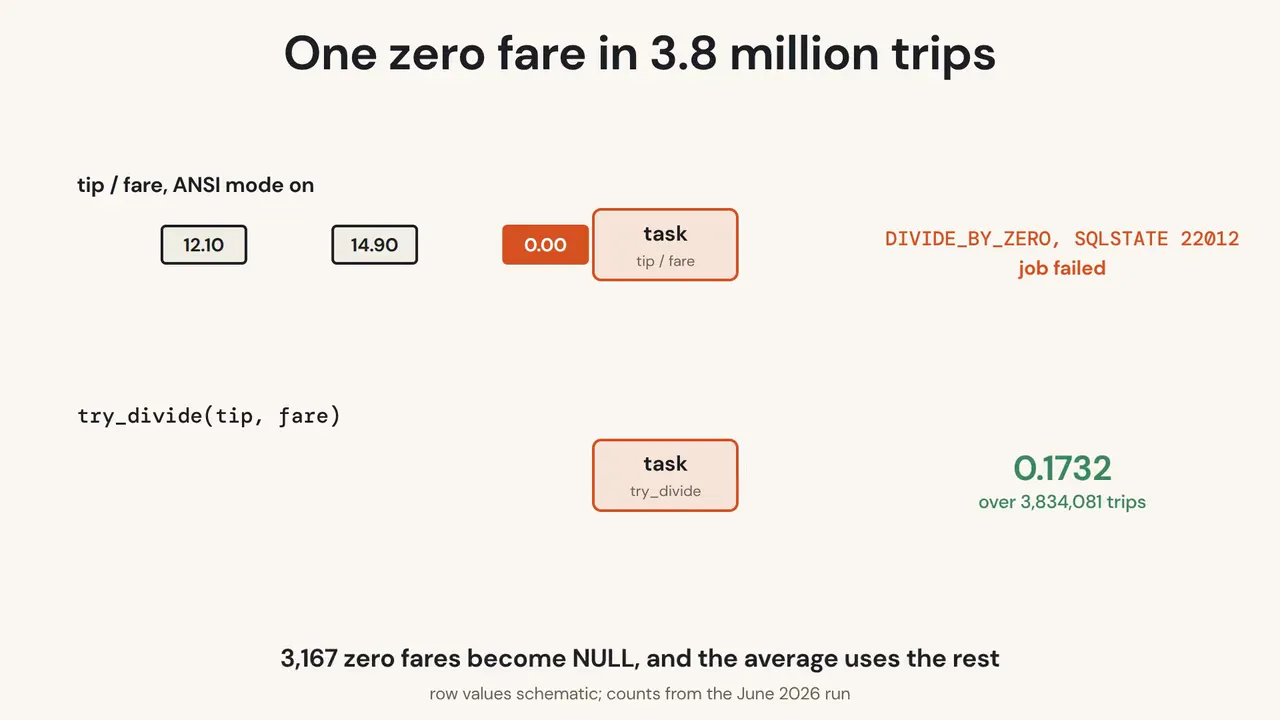 One zero fare in 3.8 million trips
tip / fare, ANSI mode on
12.10
14.90
0.00
task
tip / fare
DIVIDE_BY_ZERO, SQLSTATE 22012
job failed
try_divide(tip, fare)
task
try_divide
0.1732
over 3,834,081 trips
3,167 zero fares become NULL, and the average uses the rest
row values schematic; counts from the June 2026 run